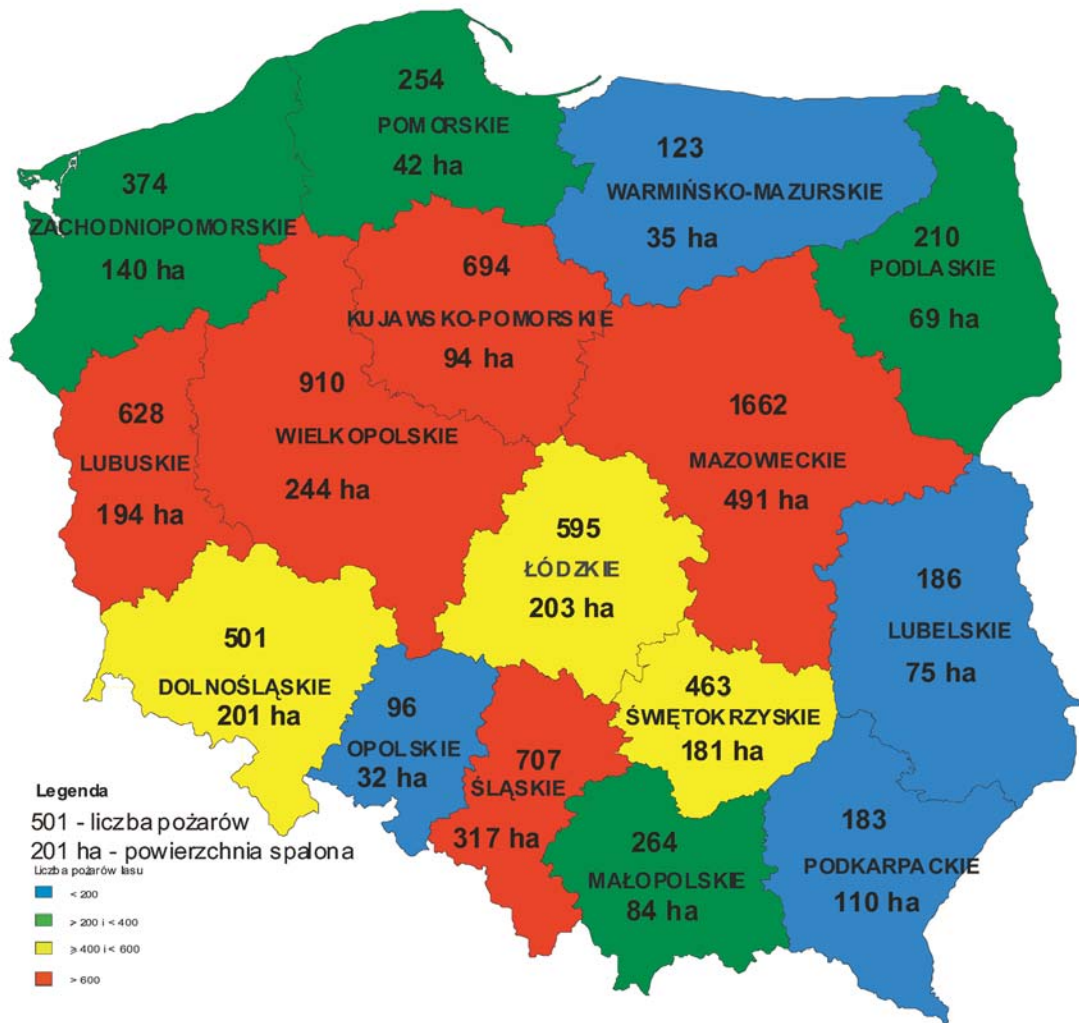 254
POMORSKIE
42 ha
123
WARMIŃSKO-MAZURSKIE
35 ha
374
ZACHODNIOPOMORSKIE
140 ha
210
PODLASKIE
69 ha
694
KUJAWSKO-POMORSKIE
94 ha
910
WIELKOPOLSKIE
244 ha
1662
MAZOWIECKIE
491 ha
628
LUBUSKIE
194 ha
595
ŁÓDZKIE
203 ha
186
LUBELSKIE
75 ha
501
DOLNOŚLĄSKIE
201 ha
463
ŚWIĘTOKRZYSKIE
181 ha
96
OPOLSKIE
32 ha
707
ŚLĄSKIE
317 ha
264
MAŁOPOLSKIE
84 ha
183
PODKARPACKIE
110 ha
Legenda
501 - liczba pożarów
201 ha - powierzchnia spalona
Liczba pożarów lasu
< 200
> 200 i < 400
⩾ 400 i < 600
> 600